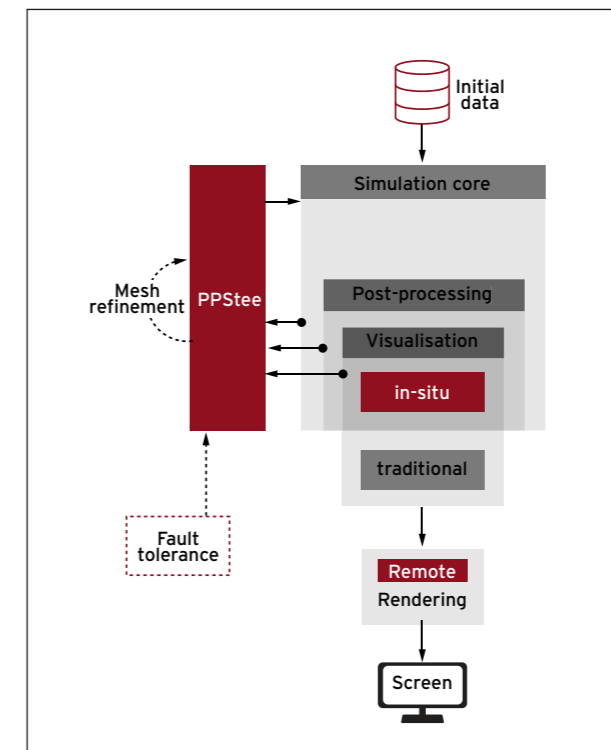 Initial
data
Simulation core
Mesh
refinement
PPStee
Post-processing
Visualisation
in-situ
traditional
Fault
tolerance
Remote
Rendering
Screen